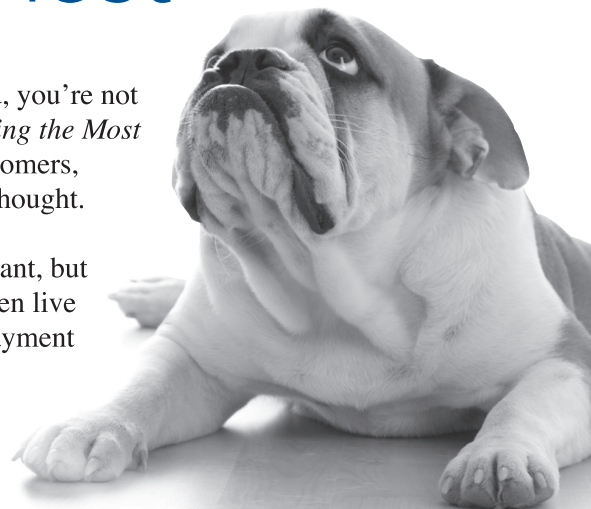 you're not
ing the Most
omers,
hought.
ant, but
en live
yment